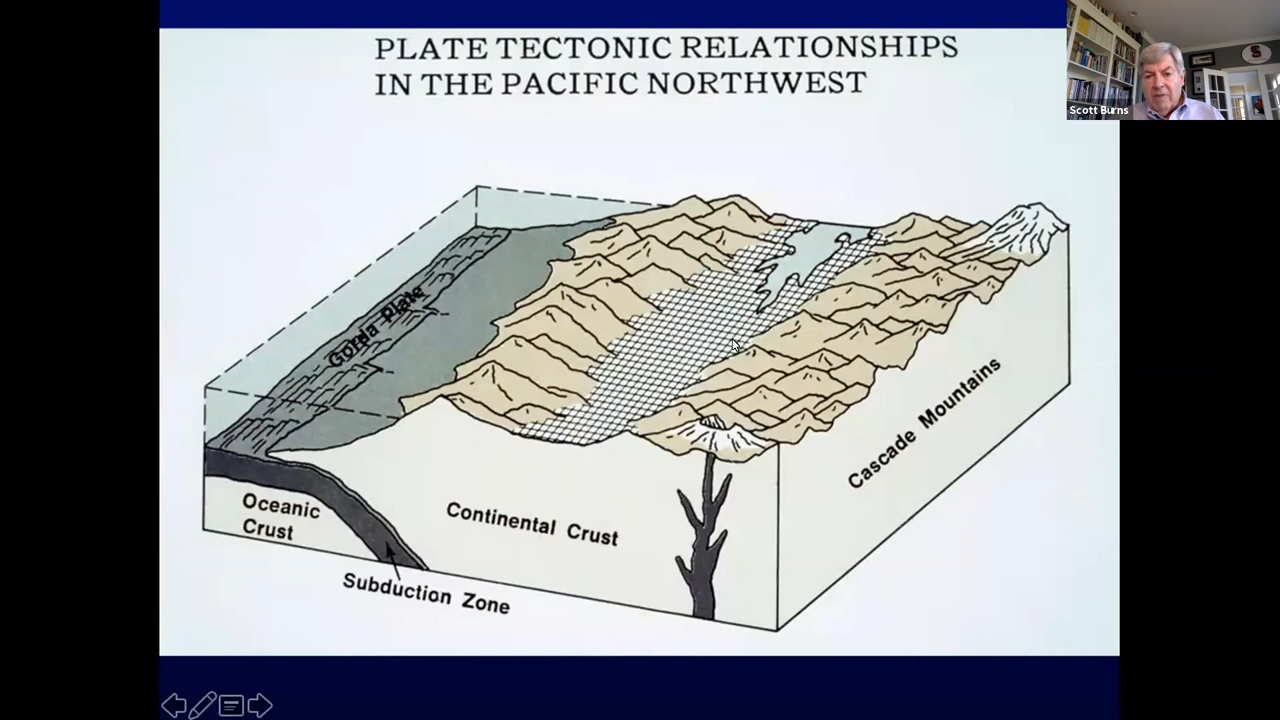 PLATE TECTONIC RELATIONSHIPS
IN THE PACIFIC NORTHWEST
Scott Burns
Gorda Plate
Cascade Mountains
Oceanic
Crust
Continental Crust
Subduction Zone